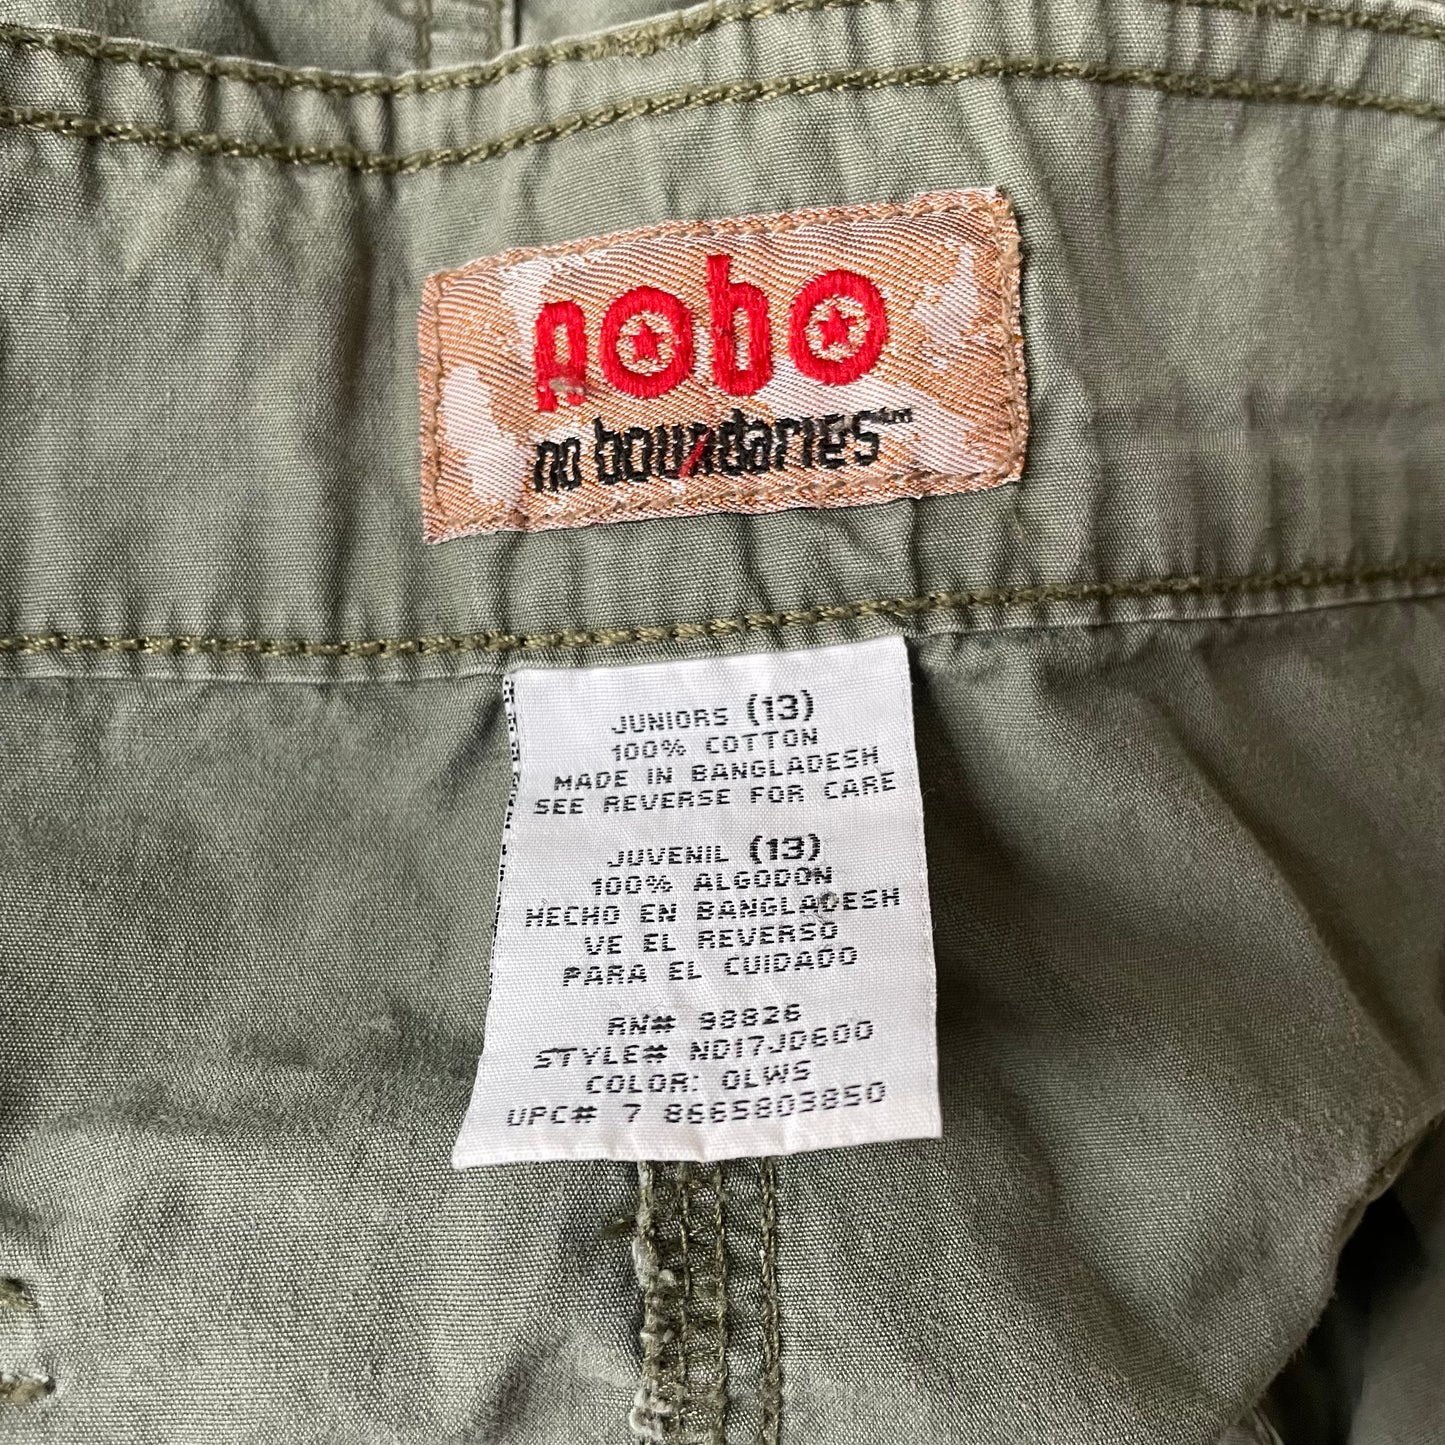 nobo
no boundaries™
JUNIORS (13)
100% COTTON
MADE IN BANGLADESH
SEE REVERSE FOR CARE
JUVENIL (13)
100% ALGODON
HECHO EN BANGLADESH
VE EL REVERSO
PARA EL CUIDADO
RN# 98826
STYLE# ND17JD600
COLOR: OLWS
UPC# 7 8665803850